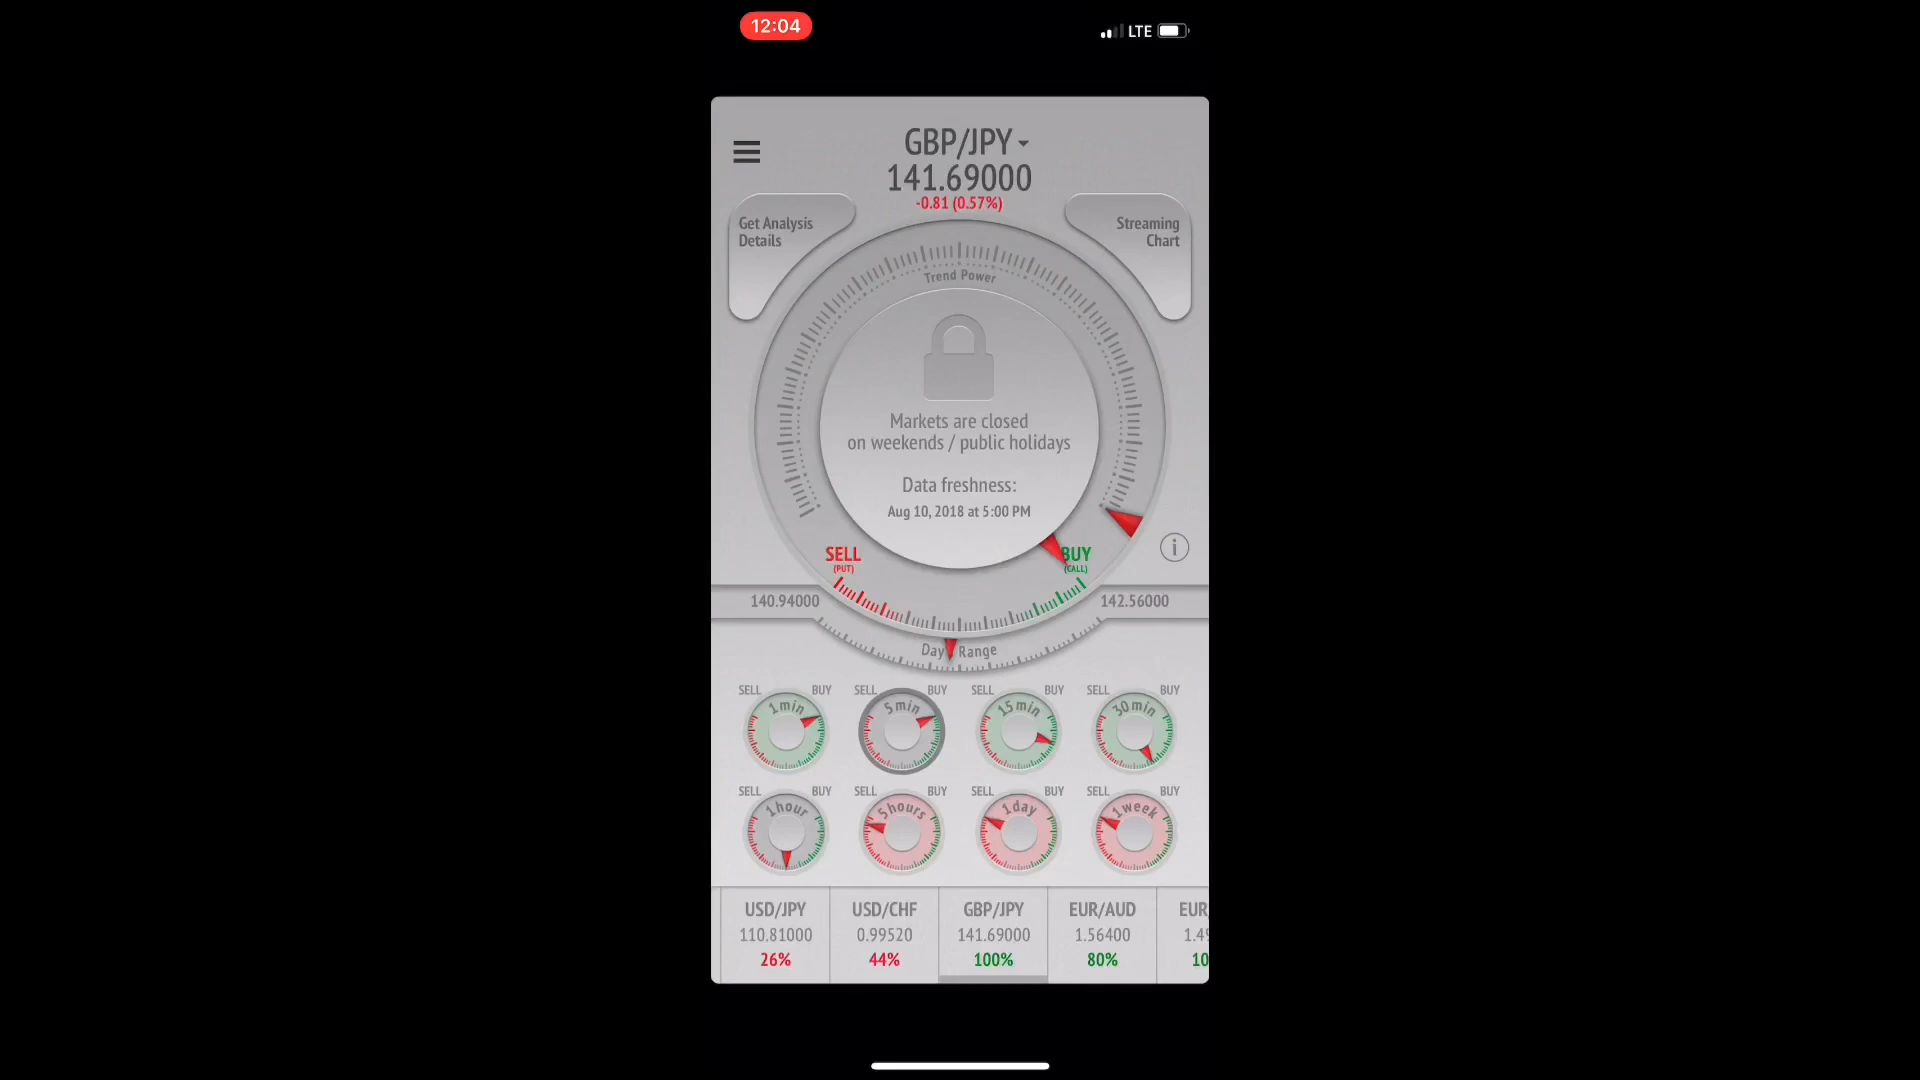 12:04
LTE
GBP/JPY
141.69000
-0.81 (0.57%)
Get Analysis
Details
Streaming
Chart
Trend Power
Markets are closed
on weekends / public holidays
Data freshness:
Aug 10, 2018 at 5:00 PM
SELL
(PUT)
BUY
(CALL)
i
140.94000
142.56000
Day Range
SELL BUY SELL BUY SELL BUY SELL BUY
1 min 5 min 15 min 30 min
SELL BUY SELL BUY SELL BUY SELL BUY
1 hour 5 hours 1 day 1 week
USD/JPY USD/CHF GBP/JPY EUR/AUD EUR
110.81000 0.99520 141.69000 1.56400 1.49
26% 44% 100% 80% 10